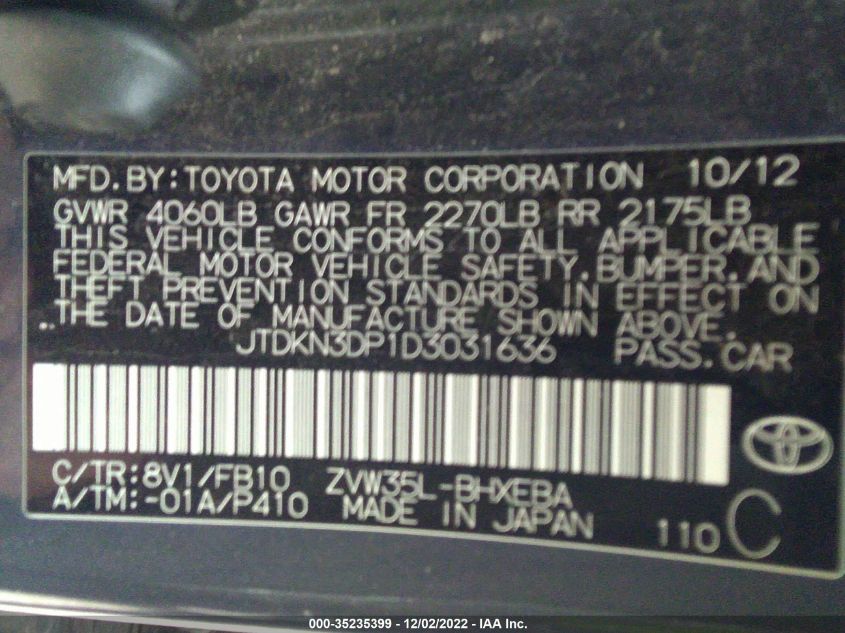 MFD.BY:TOYOTA MOTOR CORPORATION 10/12
GVWR 4060LB GAWR FR 2270LB RR 2175LB
THIS VEHICLE CONFORMS TO ALL APPLICABLE
FEDERAL MOTOR VEHICLE SAFETY,BUMPER,AND
THEFT PREVENTION STANDARDS IN EFFECT ON
THE DATE OF MANUFACTURE SHOWN ABOVE.
JTDKN3DP1D3031636 PASS.CAR
C/TR:8V1/FB10 ZVW35L-BHXEBA
A/TM:-01A/P410 MADE IN JAPAN 110 C
000-35235399 - 12/02/2022 - IAA Inc.